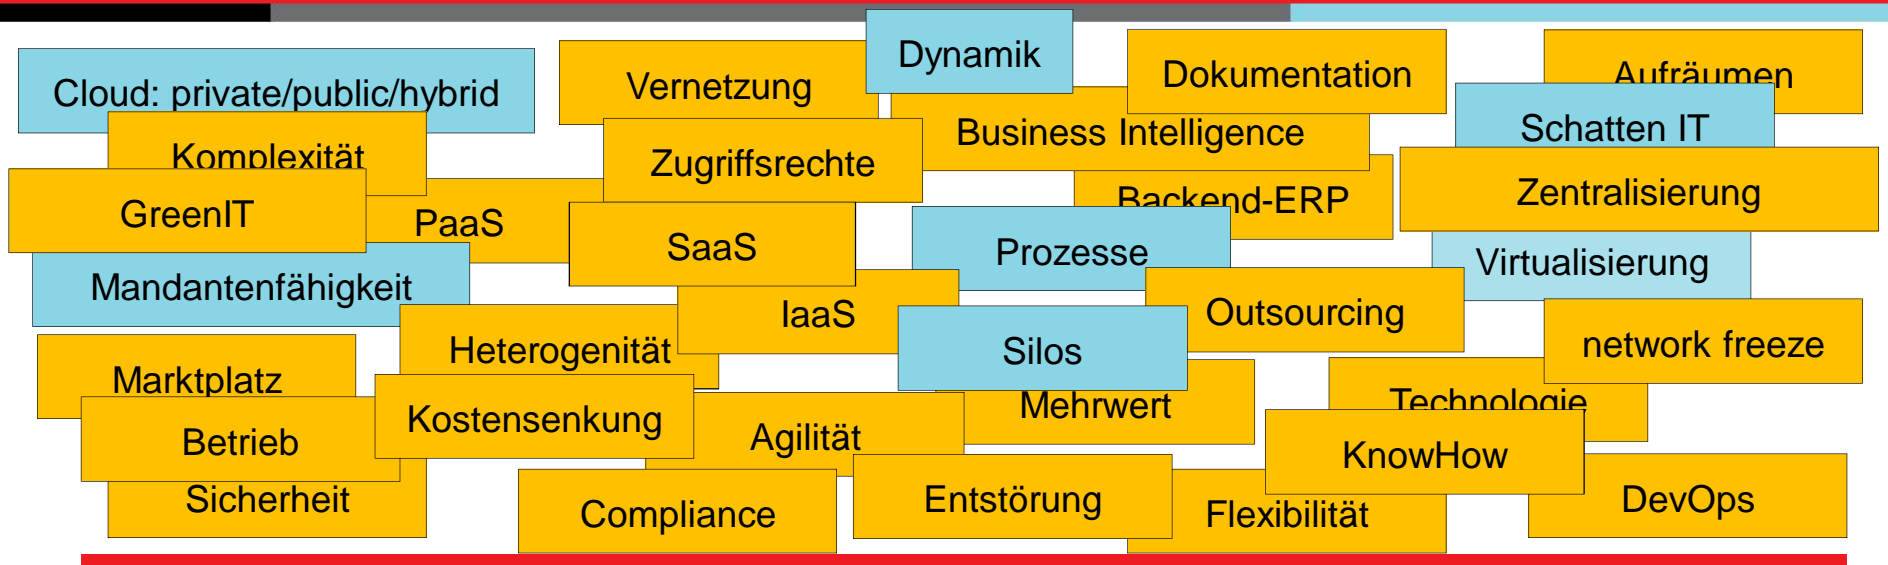 Dynamik
Cloud: private/public/hybrid
Vernetzung
Dokumentation
Aufräumen
Business Intelligence
Schatten IT
Komplexität
Zugriffsrechte
Backend-ERP
Zentralisierung
GreenIT
PaaS
SaaS
Prozesse
Virtualisierung
Mandantenfähigkeit
IaaS
Outsourcing
Heterogenität
Silos
network freeze
Marktplatz
Kostensenkung
Mehrwert
Technologie
Betrieb
Agilität
KnowHow
Sicherheit
Compliance
Entstörung
Flexibilität
DevOps